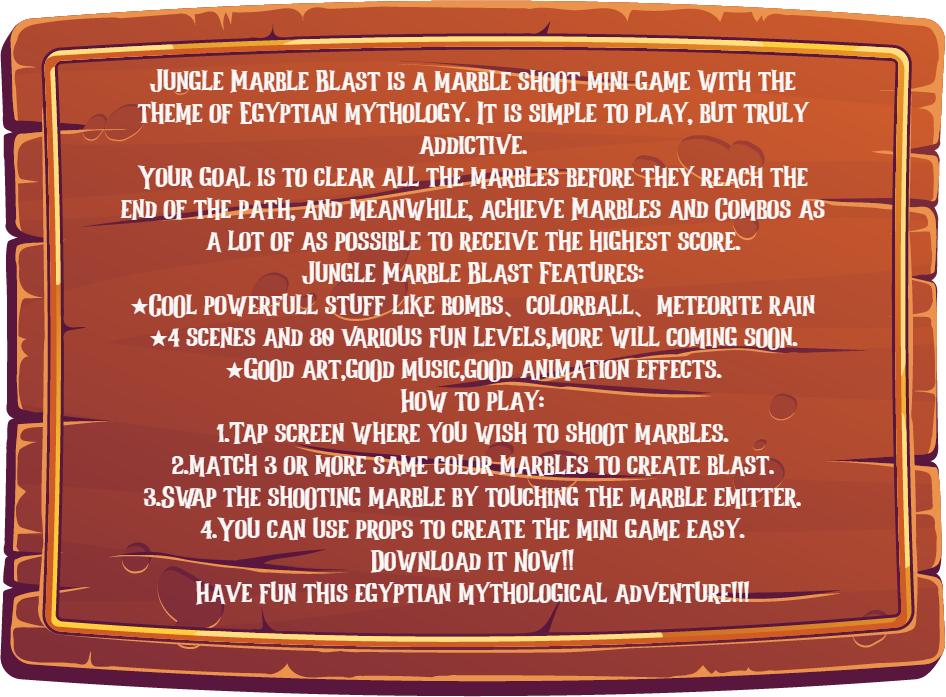 Jungle Marble Blast is a marble shoot mini game with the
theme of Egyptian mythology. It is simple to play, but truly
addictive.
Your goal is to clear all the marbles before they reach the
end of the path, and meanwhile, achieve Marbles and Combos as
a lot of as possible to receive the highest score.
Jungle Marble Blast Features:
★Cool powerfull stuff like bombs、colorball、meteorite rain
★4 scenes and 80 various fun levels,more will coming soon.
★Good art,good music,good animation effects.
How to play:
1.Tap screen where you wish to shoot marbles.
2.match 3 or more same color marbles to create blast.
3.Swap the shooting marble by touching the marble emitter.
4.You can use props to create the mini game easy.
Download it Now!!
Have fun this egyptian mythological adventure!!!